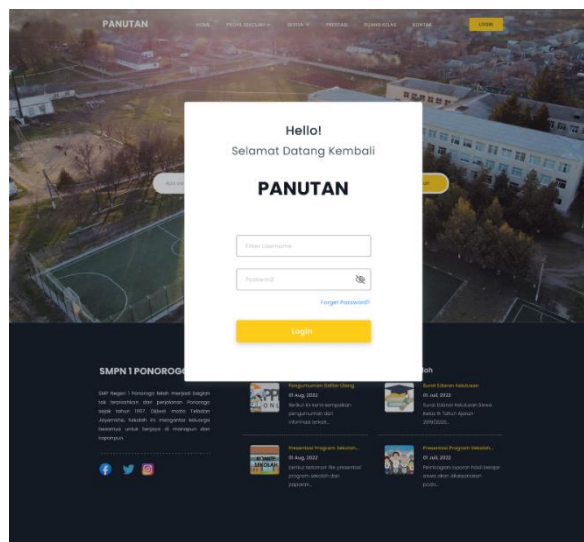 PANUTAN
HOME PROFIL SEKOLAH BERITA PRESTASI RUANG KELAS KONTAK LOGIN
Hello!
Selamat Datang Kembali
PANUTAN
Enter Username
Password
Forget Password?
Login
SMPN 1 PONOROGO
SMP Negeri 1 Ponorogo telah menjadi bagian
tak terpisahkan dari perjalanan Ponorogo
sejak tahun 1957. Dijiwai motto Tebatan
Jayamahe, Sekolah ini mengantar keluarga
besarnya untuk berjaya di manapun dan
kapanpun.
Pengumuman Daftar Ulang
01 Aug, 2022
Berikut ini kami sampaikan
pengumuman dan
informasi terkait...
Presentasi Program Sekolah...
01 Aug, 2022
Berikut terlampir file presentasi
program sekolah dan
paparan...
KOMITE
SEKOLAH
Surat Edaran Kelulusan
01 Juli, 2022
Surat Edaran Kelulusan Siswa
Kelas IX Tahun Ajaran
2019/2020...
Presentasi Program Sekolah...
01 Juli, 2022
Pembagian laporan hasil belajar
siswa akan dilaksanakan
pada...